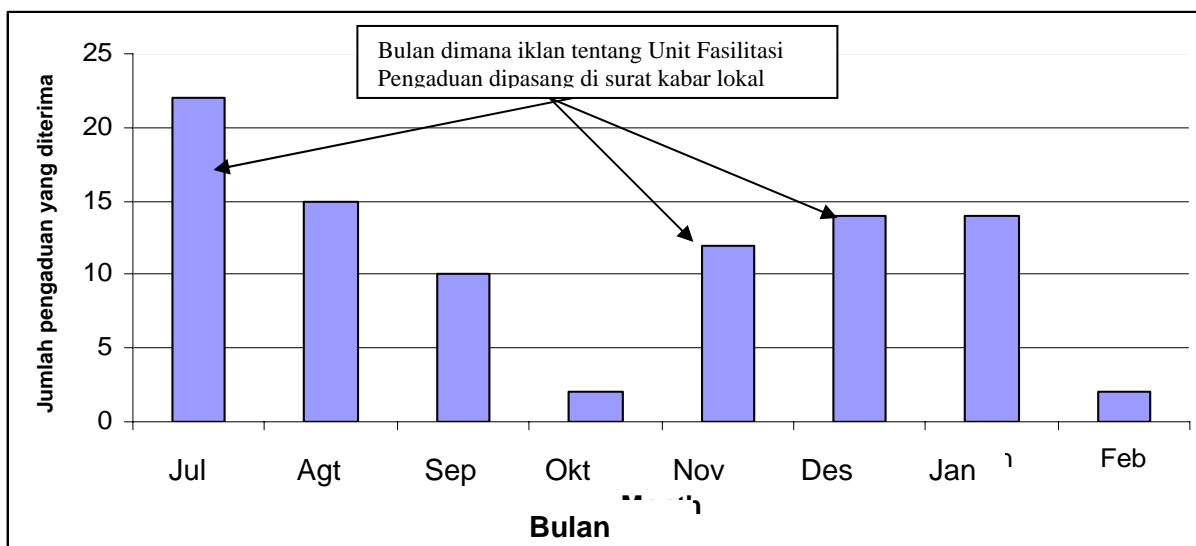 Bulan dimana iklan tentang Unit Fasilitasi
Pengaduan dipasang di surat kabar lokal
Jumlah pengaduan yang diterima
25
20
15
10
5
0
Jul Agt Sep Okt Nov Des Jan Feb
Bulan